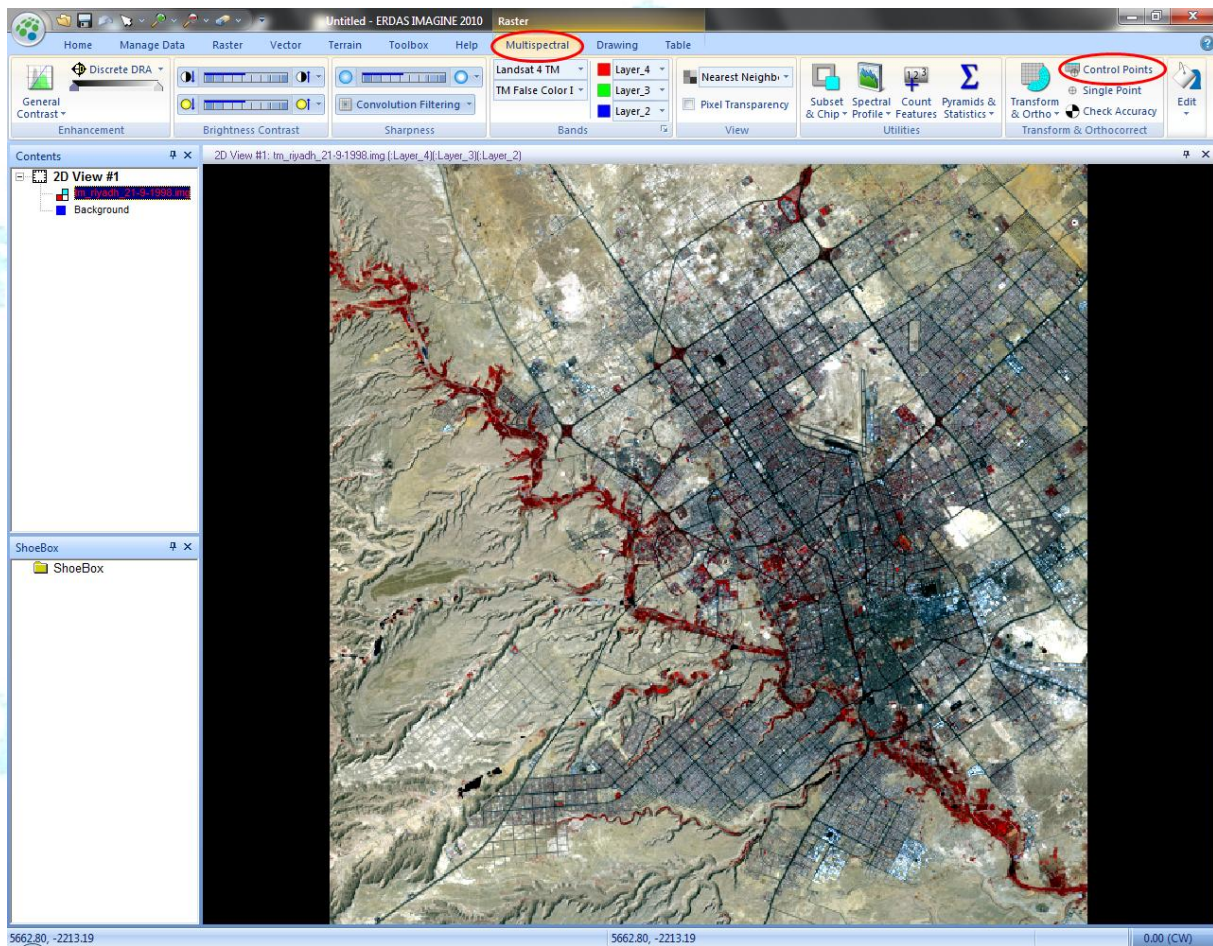 Untitled - ERDAS IMAGINE 2010 Raster
Home Manage Data Raster Vector Terrain Toolbox Help Multispectral Drawing Table
Discrete DRA
General
Contrast
Enhancement
Brightness Contrast
Convolution Filtering
Sharpness
Landsat 4 TM
TM False Color I
Layer_4
Layer_3
Layer_2
Bands
Nearest Neighb
Pixel Transparency
View
Subset
& Chip
Spectral
Profile
Count
Features
Pyramids &
Statistics
Utilities
Transform
& Ortho
Control Points
Single Point
Check Accuracy
Transform & Orthocorrect
Edit
Contents
2D View #1
tm_riyadh_21-9-1998.img
Background
2D View #1: tm_riyadh_21-9-1998.img (:Layer_4)(:Layer_3)(:Layer_2)
ShoeBox
ShoeBox
5662.80, -2213.19 5662.80, -2213.19 0.00 (CW)